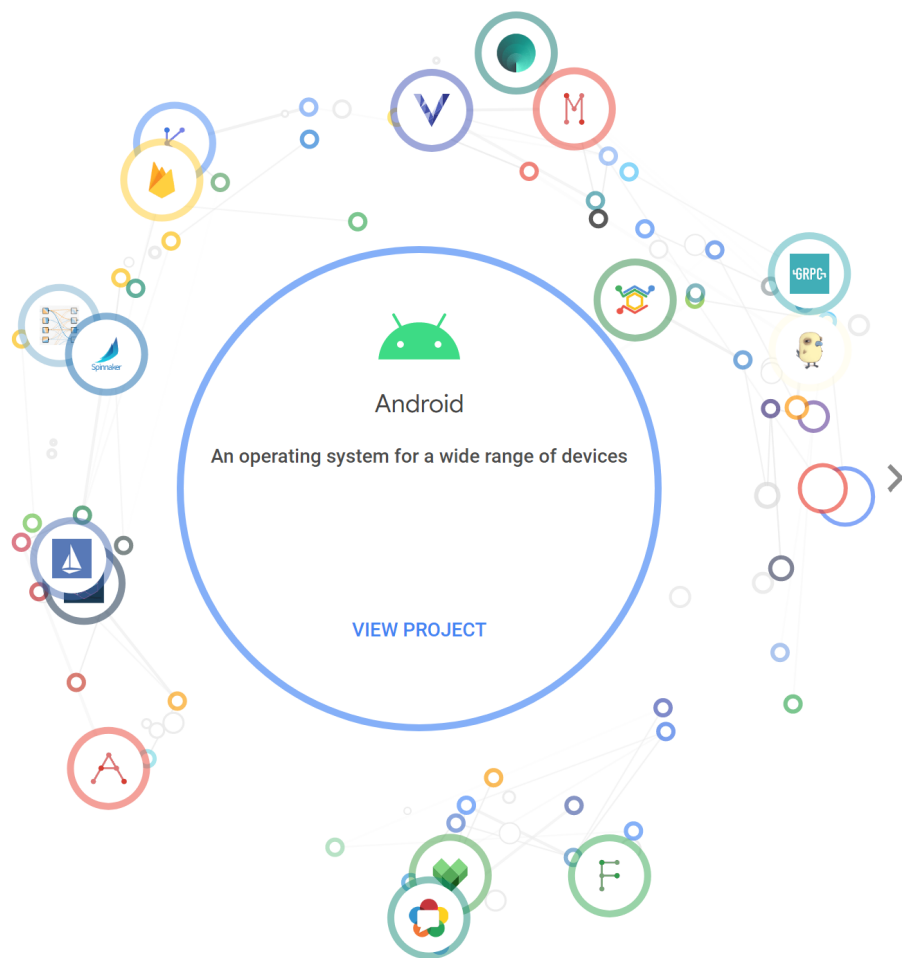 GRPC
Spinnaker
Android
An operating system for a wide range of devices
VIEW PROJECT